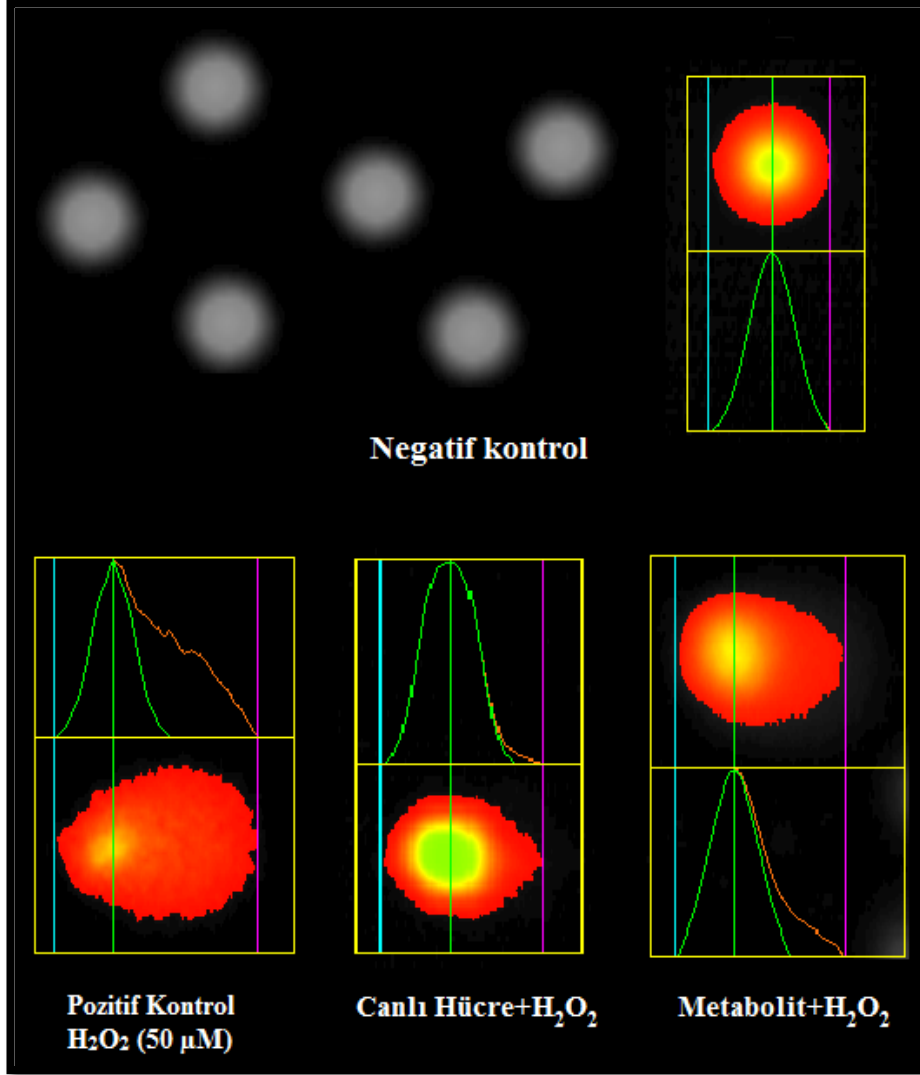 Negatif kontrol
Pozitif Kontrol
H₂O₂ (50 µM)
Canlı Hücre+H₂O₂
Metabolit+H₂O₂